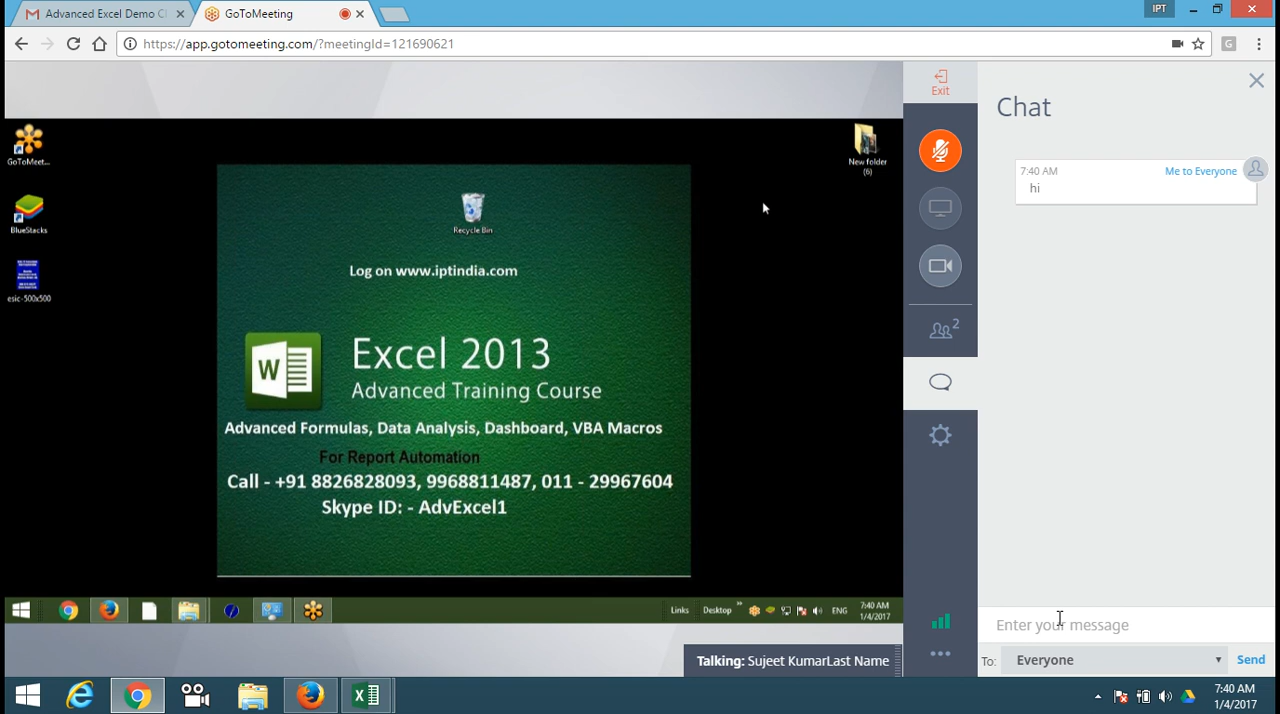 Advanced Excel Demo Cl
GoToMeeting
IPT
https://app.gotomeeting.com/?meetingId=121690621
G
Exit
Chat
7:40 AM
Me to Everyone
hi
GoToMeet...
BlueStacks
esic-500x500
New folder
(6)
Recycle Bin
Log on www.iptindia.com
W
Excel 2013
Advanced Training Course
Advanced Formulas, Data Analysis, Dashboard, VBA Macros
For Report Automation
Call - +91 8826828093, 9968811487, 011 - 29967604
Skype ID: - AdvExcel1
2
Links
Desktop
ENG
7:40 AM
1/4/2017
Enter your message
Talking: Sujeet KumarLast Name
To:
Everyone
Send
7:40 AM
1/4/2017